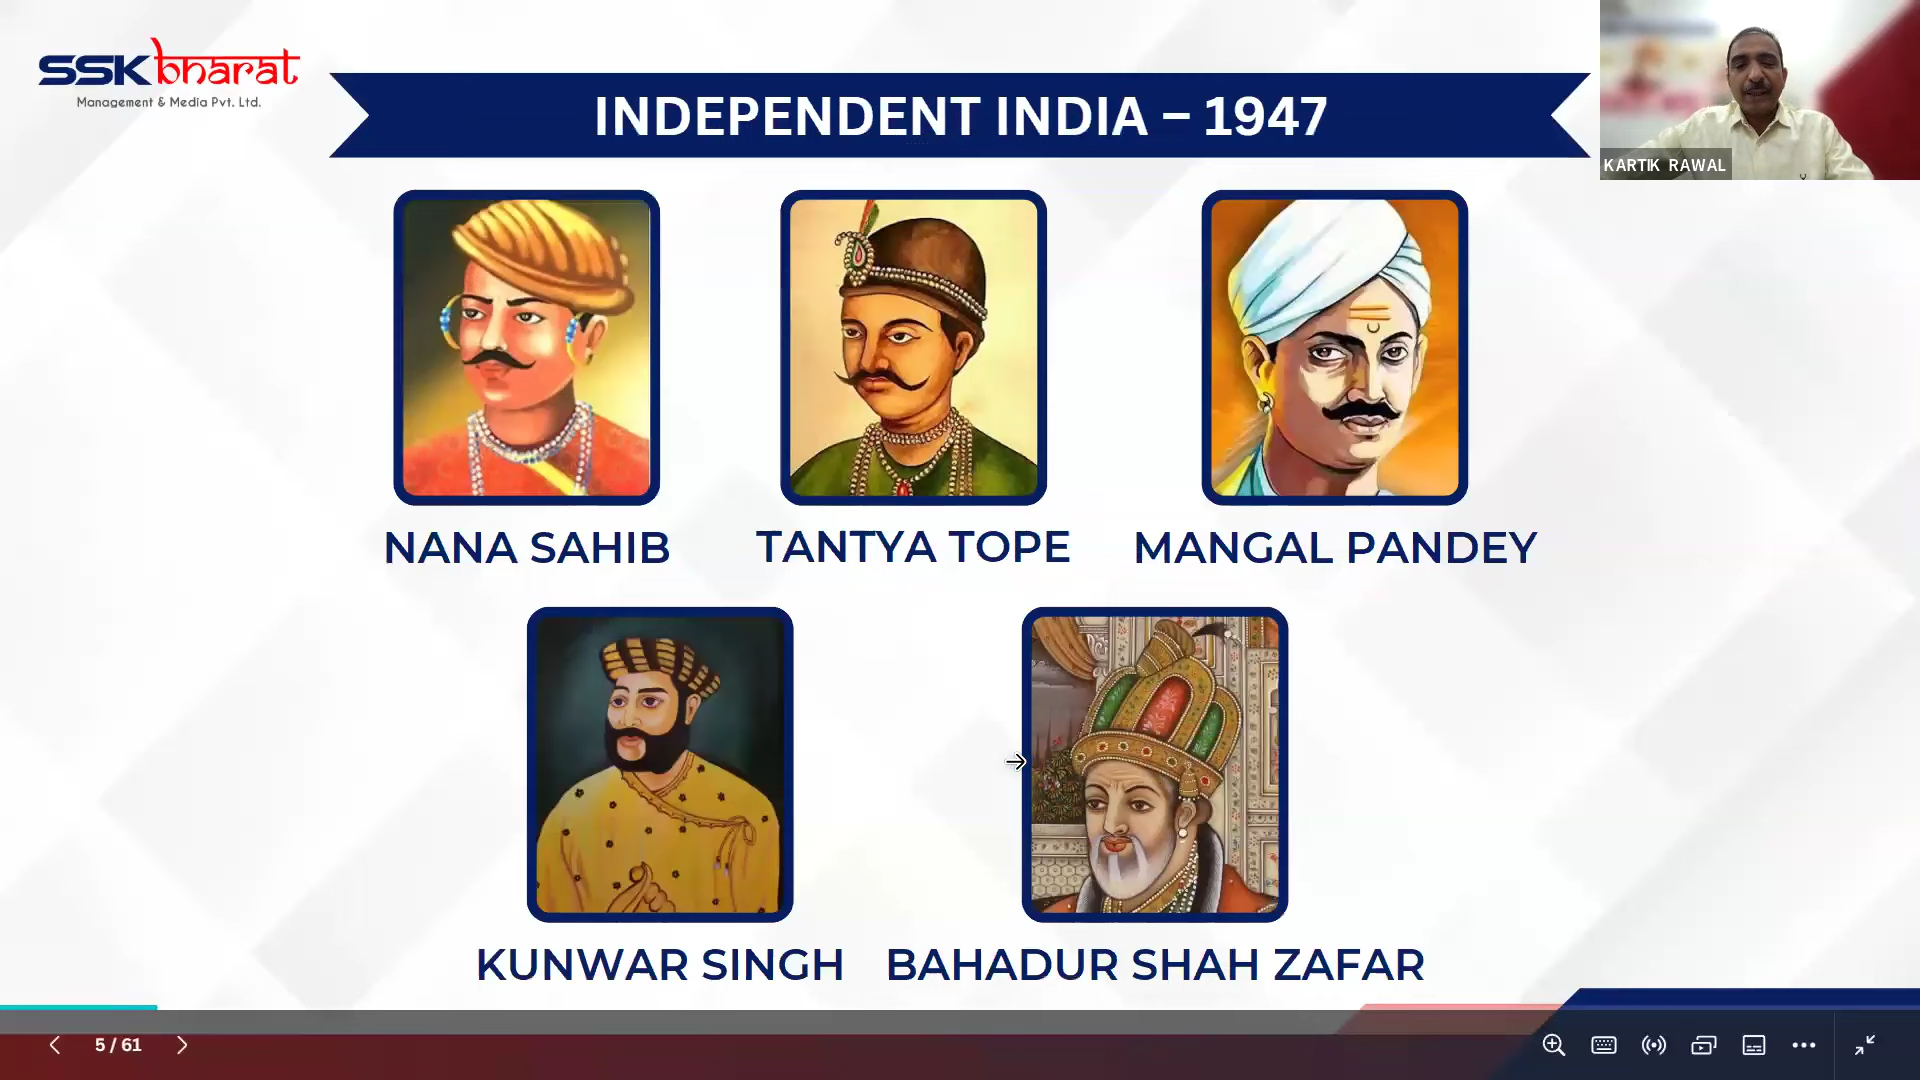 SSKbharat
Management & Media Pvt. Ltd.
INDEPENDENT INDIA – 1947
KARTIK RAWAL
NANA SAHIB
TANTYA TOPE
MANGAL PANDEY
KUNWAR SINGH
BAHADUR SHAH ZAFAR
5 / 61